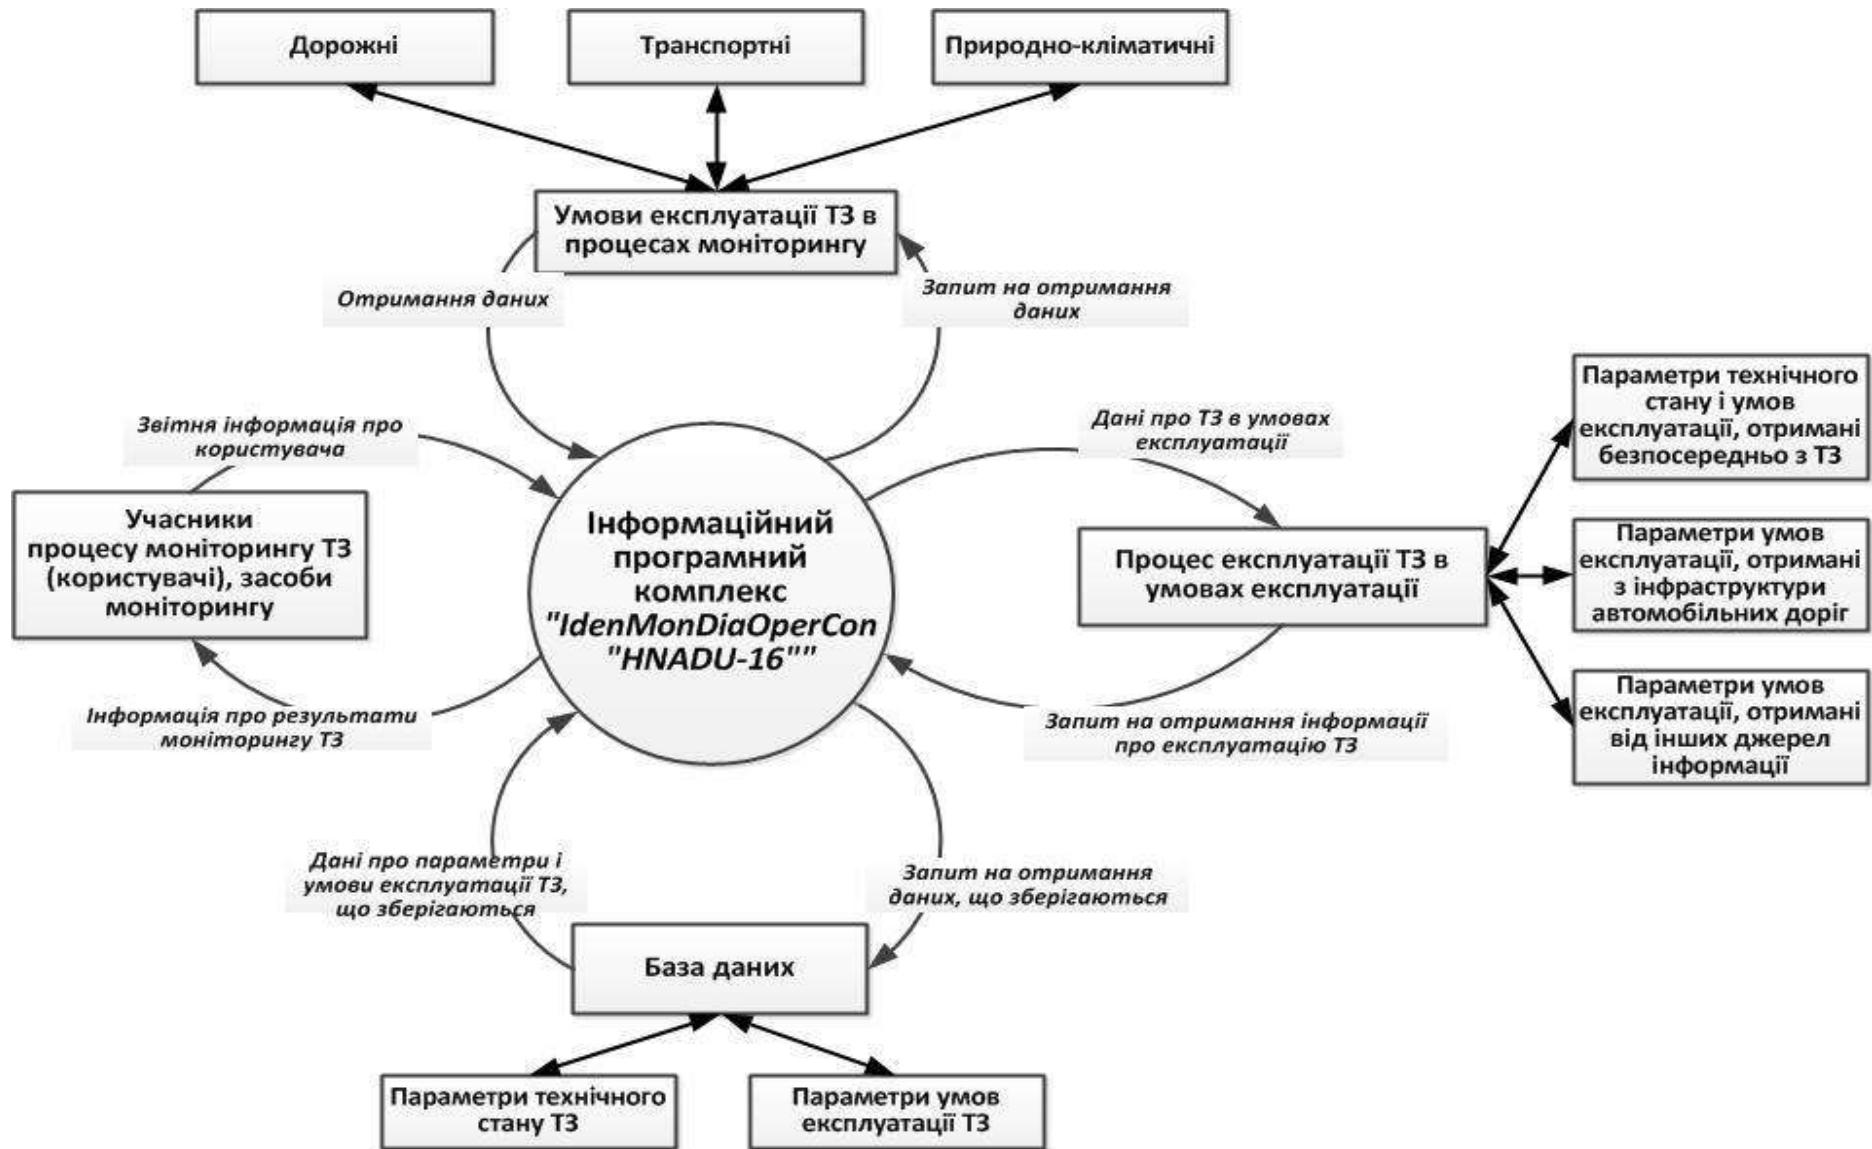 Дорожні
Транспортні
Природно-кліматичні
Умови експлуатації ТЗ в
процесах моніторингу
Отримання даних
Запит на отримання
даних
Звітня інформація про
користувача
Дані про ТЗ в умовах
експлуатації
Параметри технічного
стану і умов
експлуатації, отримані
безпосередньо з ТЗ
Учасники
процесу моніторингу ТЗ
(користувачі), засоби
моніторингу
Інформаційний
програмний
комплекс
"IdenMonDiaOperCon
"HNADU-16""
Процес експлуатації ТЗ в
умовах експлуатації
Параметри умов
експлуатації, отримані
з інфраструктури
автомобільних доріг
Інформація про результати
моніторингу ТЗ
Запит на отримання інформації
про експлуатацію ТЗ
Параметри умов
експлуатації, отримані
від інших джерел
інформації
Дані про параметри і
умови експлуатації ТЗ,
що зберігаються
Запит на отримання
даних, що зберігаються
База даних
Параметри технічного
стану ТЗ
Параметри умов
експлуатації ТЗ